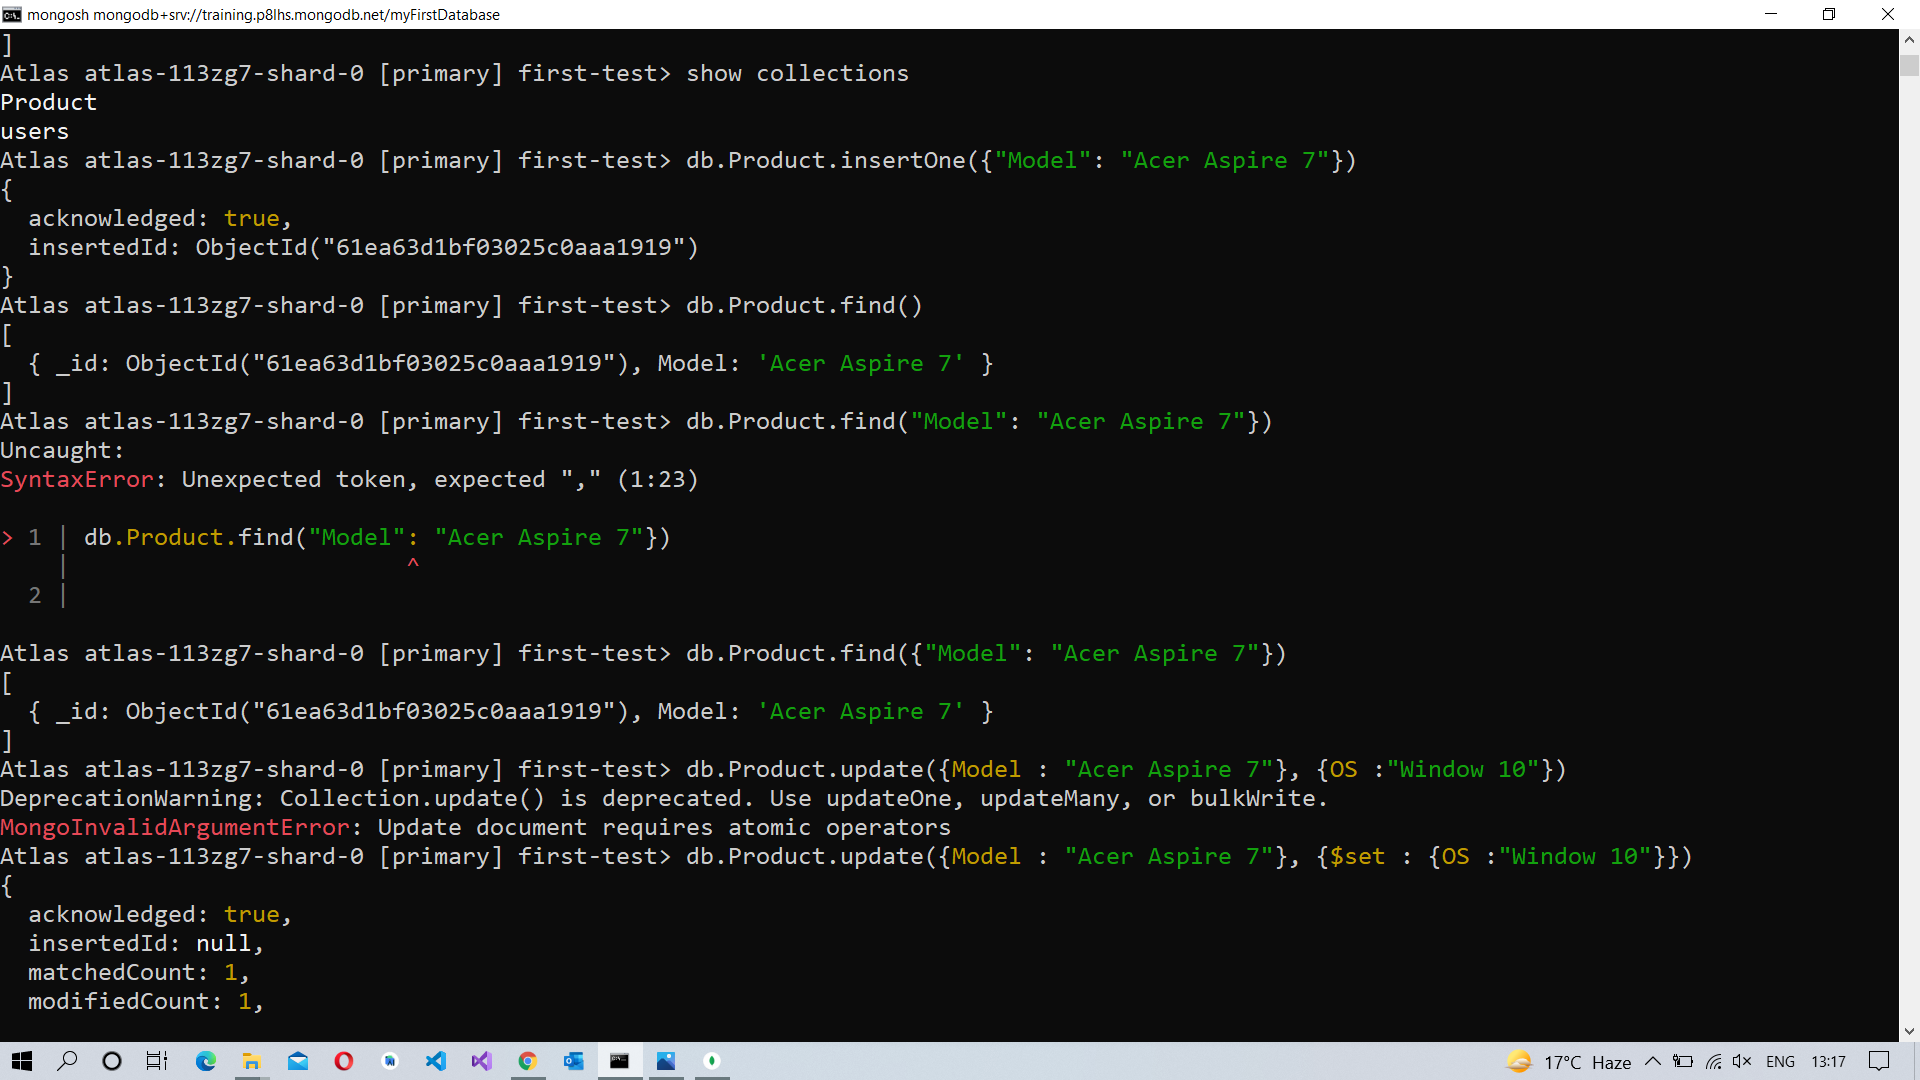 mongosh mongodb+srv://training.p8lhs.mongodb.net/myFirstDatabase
]
Atlas atlas-113zg7-shard-0 [primary] first-test> show collections
Product
users
Atlas atlas-113zg7-shard-0 [primary] first-test> db.Product.insertOne({"Model": "Acer Aspire 7"})
{
  acknowledged: true,
  insertedId: ObjectId("61ea63d1bf03025c0aaa1919")
}
Atlas atlas-113zg7-shard-0 [primary] first-test> db.Product.find()
[
  { _id: ObjectId("61ea63d1bf03025c0aaa1919"), Model: 'Acer Aspire 7' }
]
Atlas atlas-113zg7-shard-0 [primary] first-test> db.Product.find("Model": "Acer Aspire 7"})
Uncaught:
SyntaxError: Unexpected token, expected "," (1:23)
> 1 | db.Product.find("Model": "Acer Aspire 7"})
    |                        ^
  2 |
Atlas atlas-113zg7-shard-0 [primary] first-test> db.Product.find({"Model": "Acer Aspire 7"})
[
  { _id: ObjectId("61ea63d1bf03025c0aaa1919"), Model: 'Acer Aspire 7' }
]
Atlas atlas-113zg7-shard-0 [primary] first-test> db.Product.update({Model : "Acer Aspire 7"}, {OS :"Window 10"})
DeprecationWarning: Collection.update() is deprecated. Use updateOne, updateMany, or bulkWrite.
MongoInvalidArgumentError: Update document requires atomic operators
Atlas atlas-113zg7-shard-0 [primary] first-test> db.Product.update({Model : "Acer Aspire 7"}, {$set : {OS :"Window 10"}})
{
  acknowledged: true,
  insertedId: null,
  matchedCount: 1,
  modifiedCount: 1,
17°C Haze ENG 13:17